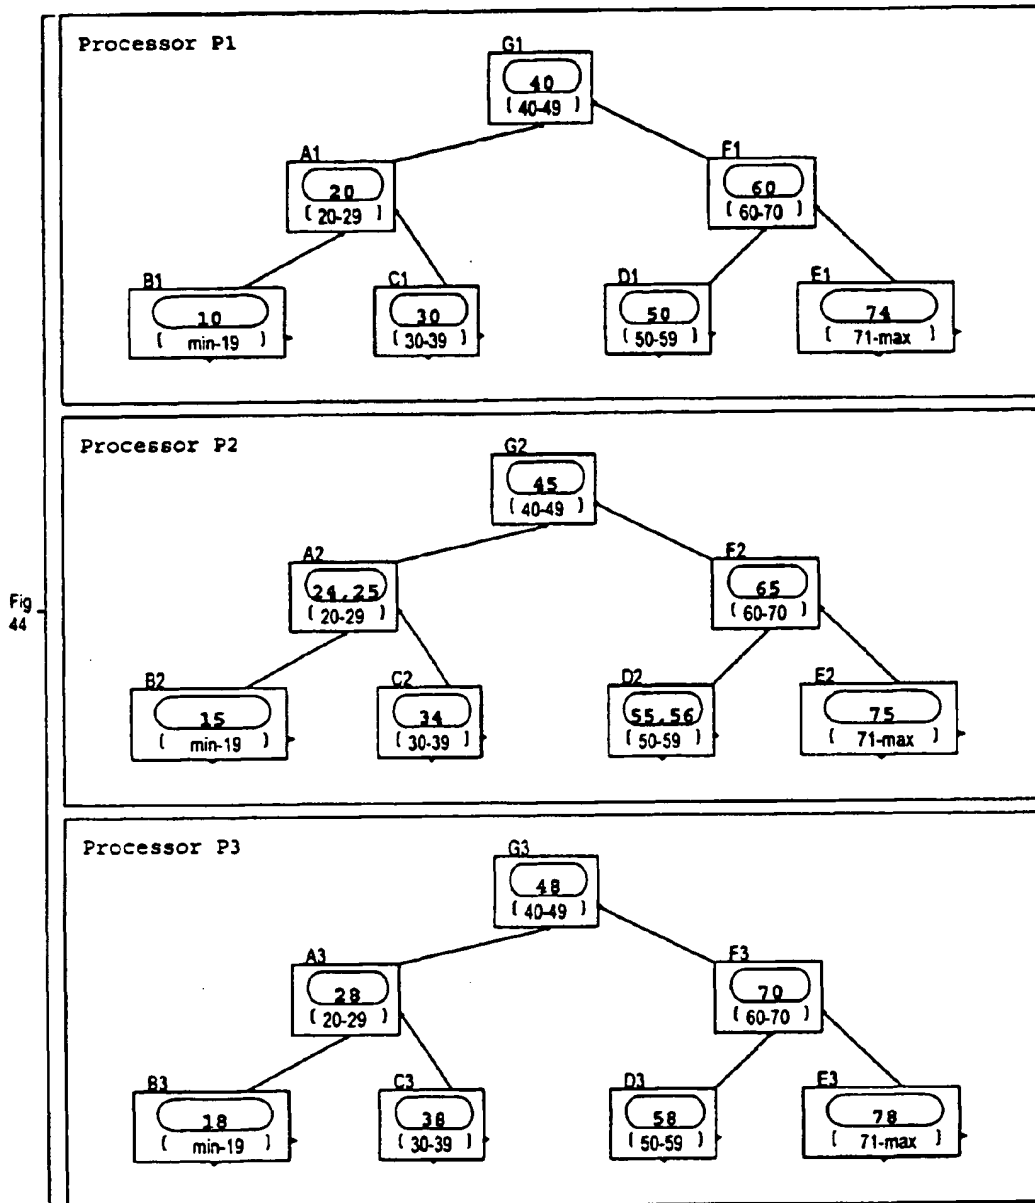 Processor P1
G1
40
( 40-49 )
A1
20
( 20-29 )
F1
60
( 60-70 )
B1
10
( min-19 )
C1
30
( 30-39 )
D1
50
( 50-59 )
E1
74
( 71-max )
Processor P2
G2
45
( 40-49 )
A2
24,25
( 20-29 )
F2
65
( 60-70 )
Fig
44
B2
15
( min-19 )
C2
34
( 30-39 )
D2
55,56
( 50-59 )
E2
75
( 71-max )
Processor P3
G3
48
( 40-49 )
A3
28
( 20-29 )
F3
70
( 60-70 )
B3
18
( min-19 )
C3
38
( 30-39 )
D3
58
( 50-59 )
E3
78
( 71-max )